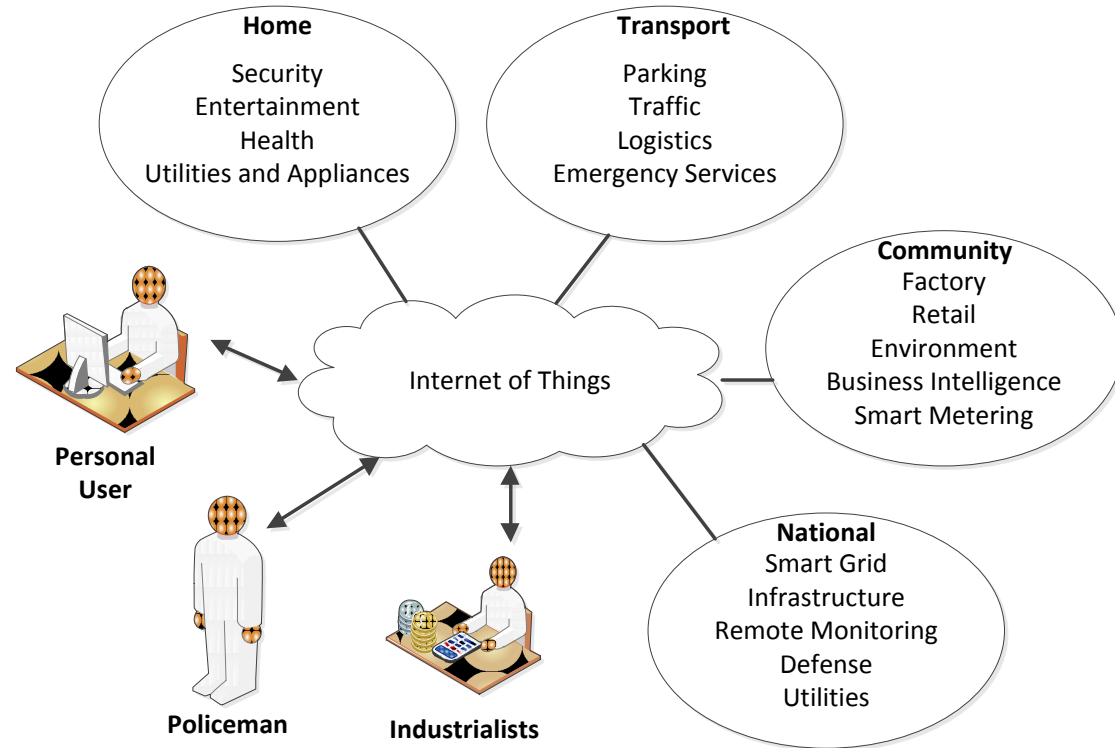 Home
Security
Entertainment
Health
Utilities and Appliances
Transport
Parking
Traffic
Logistics
Emergency Services
Community
Factory
Retail
Environment
Business Intelligence
Smart Metering
Internet of Things
Personal
User
Policeman
Industrialists
National
Smart Grid
Infrastructure
Remote Monitoring
Defense
Utilities